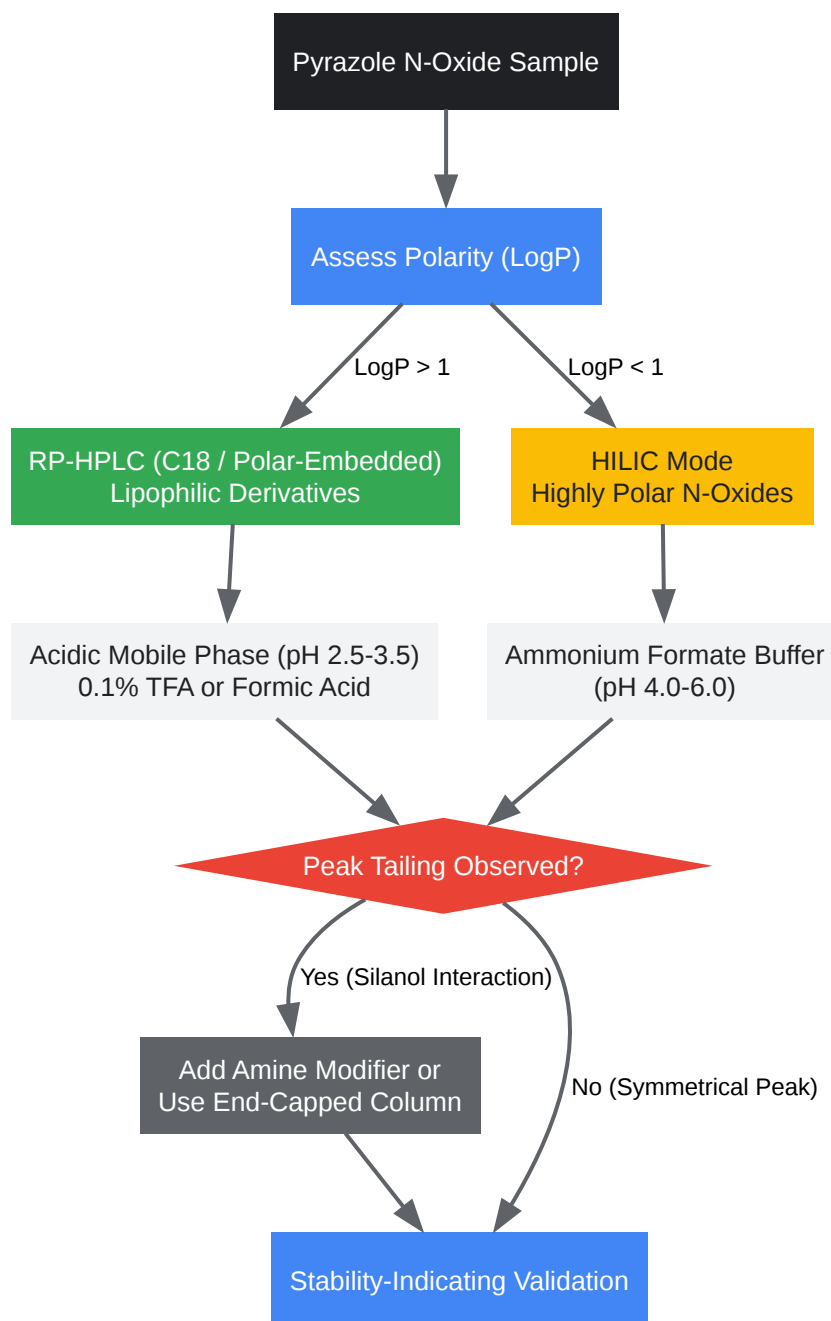 Pyrazole N-Oxide Sample
Assess Polarity (LogP)
LogP > 1
LogP < 1
RP-HPLC (C18 / Polar-Embedded)
Lipophilic Derivatives
HILIC Mode
Highly Polar N-Oxides
Acidic Mobile Phase (pH 2.5-3.5)
0.1% TFA or Formic Acid
Ammonium Formate Buffer
(pH 4.0-6.0)
Peak Tailing Observed?
Yes (Silanol Interaction)
Add Amine Modifier or
Use End-Capped Column
No (Symmetrical Peak)
Stability-Indicating Validation